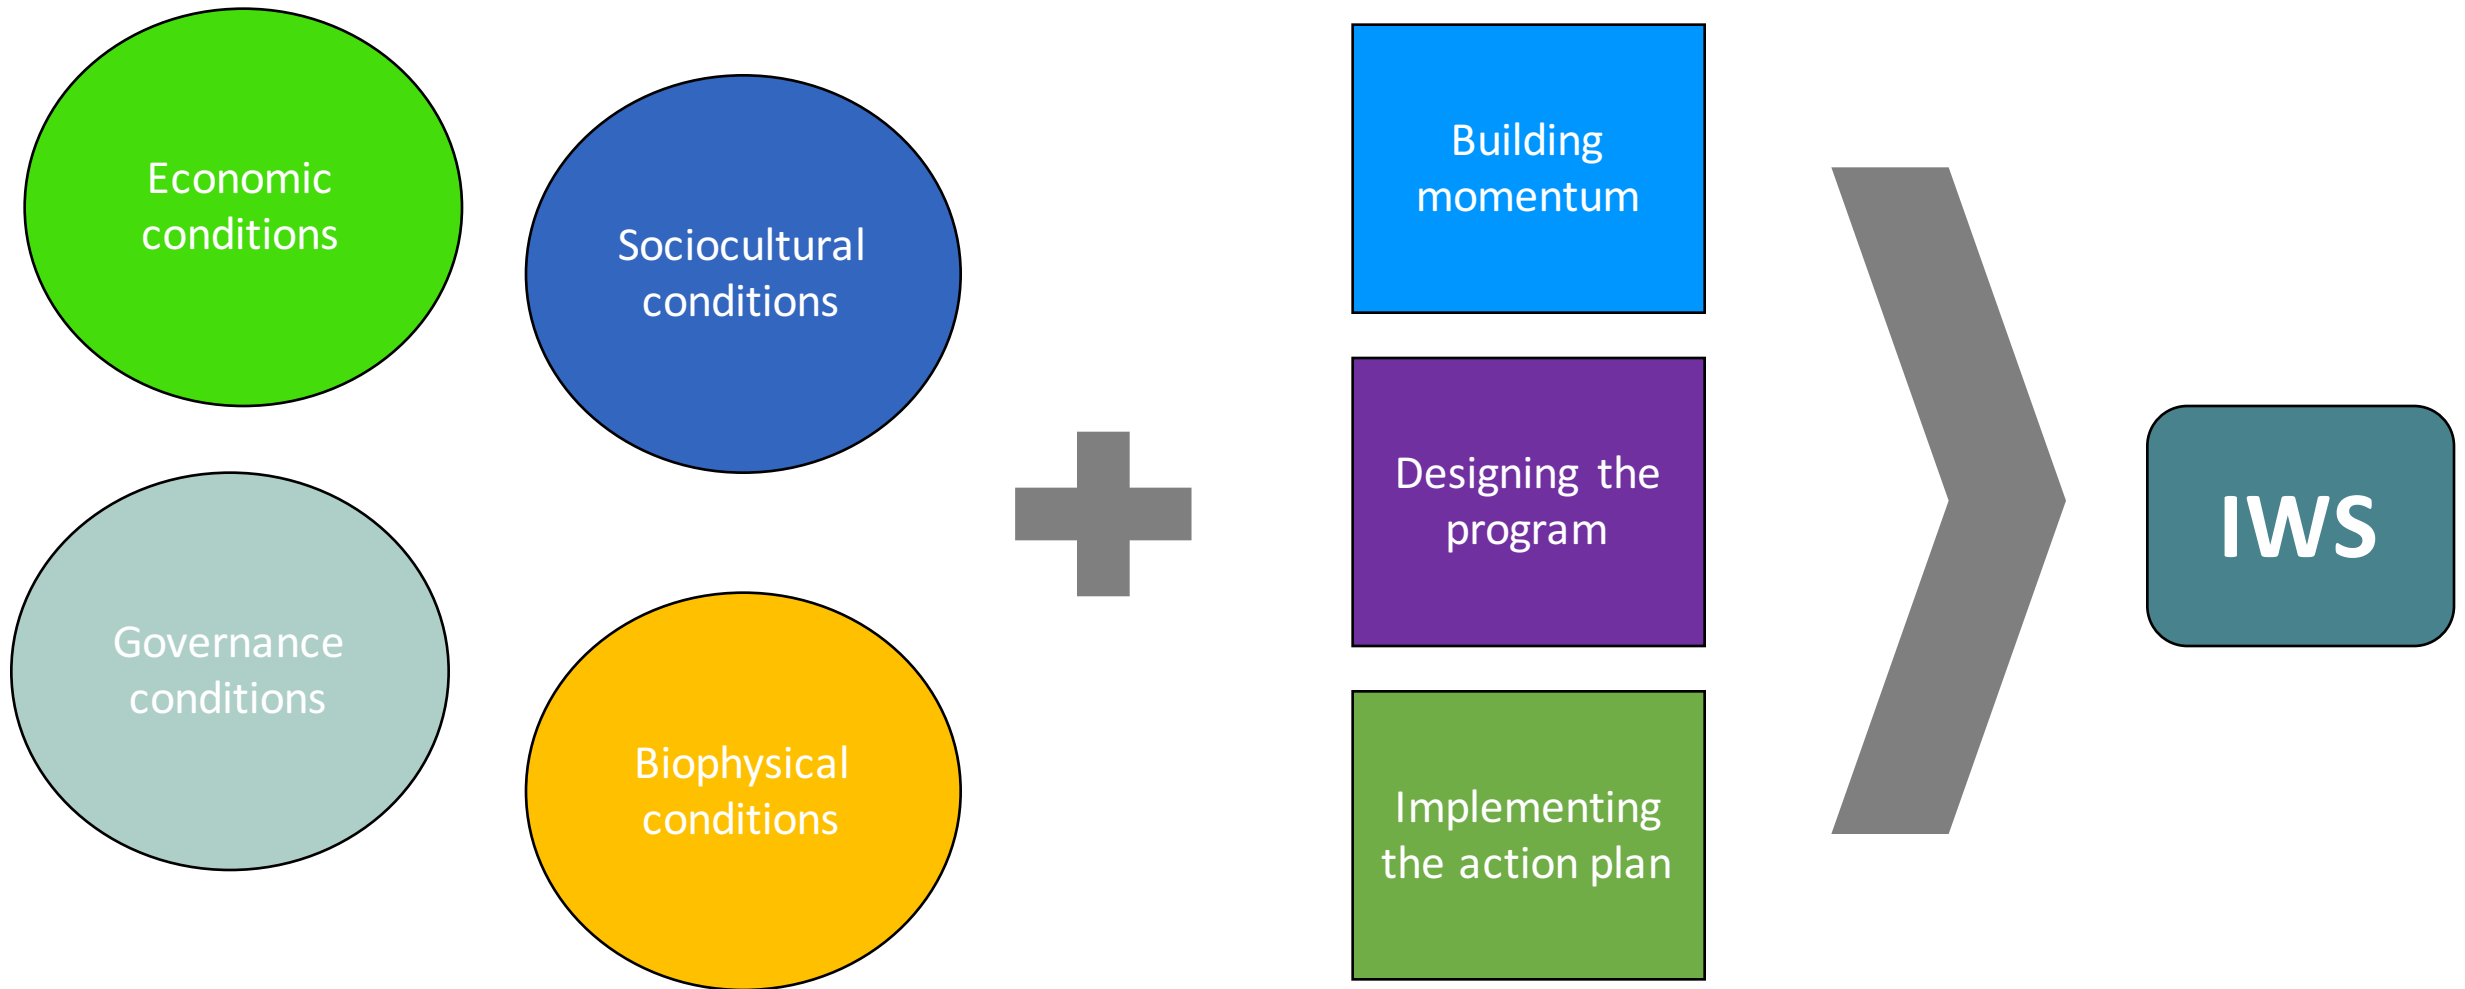 Economic
conditions
Sociocultural
conditions
Governance
conditions
Biophysical
conditions
Building
momentum
Designing the
program
Implementing
the action plan
IWS